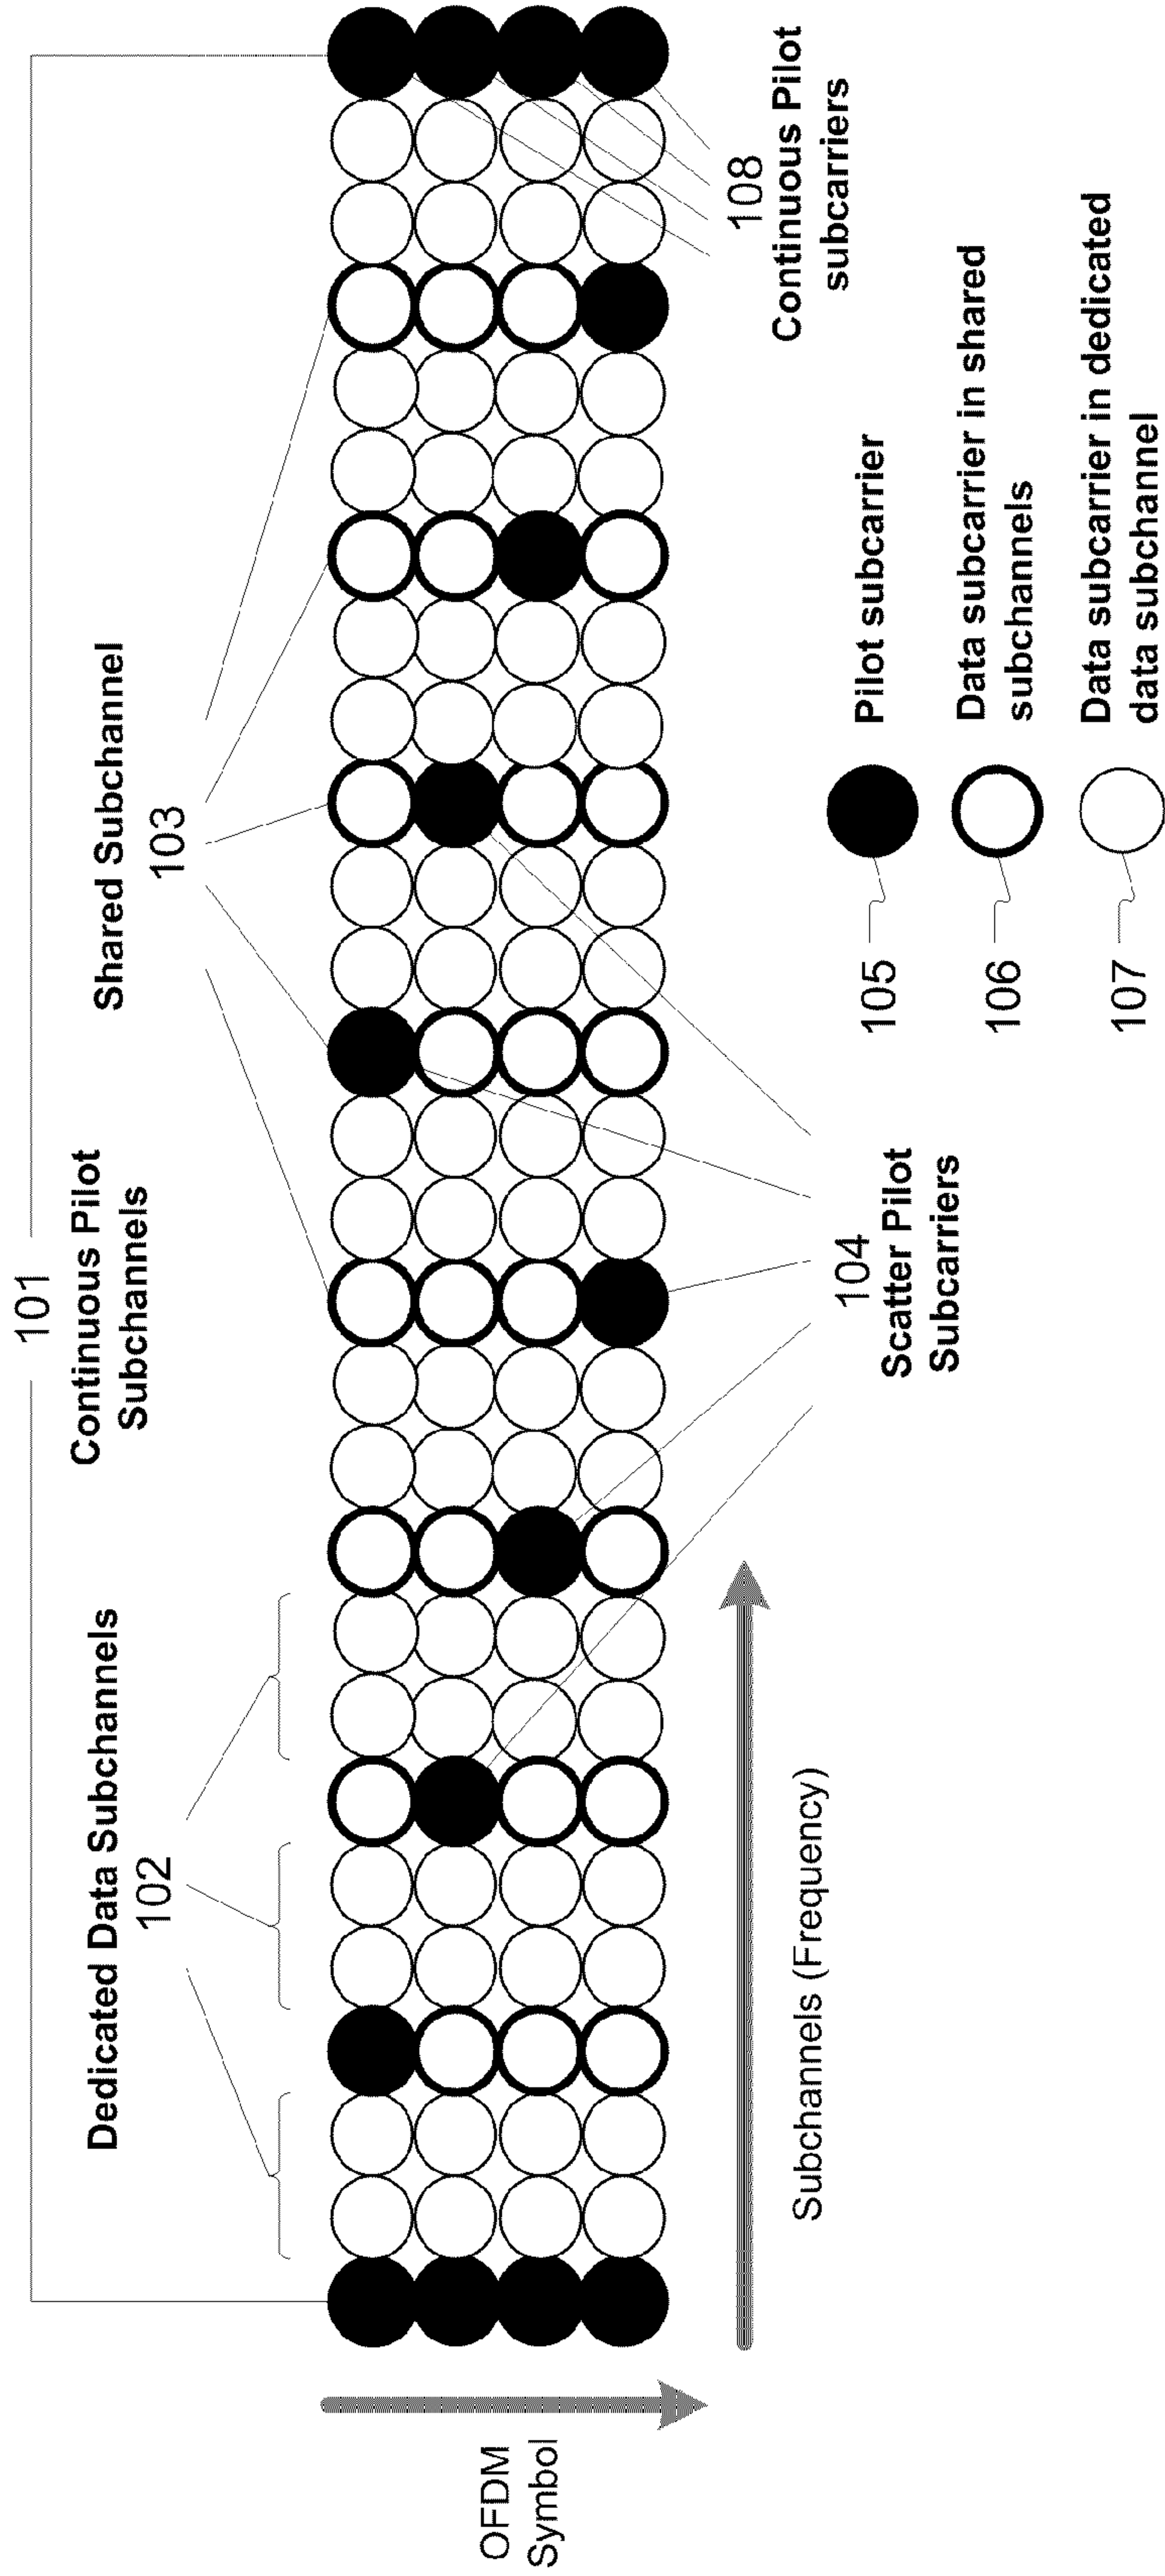 101
Continuous Pilot
Subchannels
Dedicated Data Subchannels
102
Shared Subchannel
103
OFDM
Symbol
Subchannels (Frequency)
104
Scatter Pilot
Subcarriers
108
Continuous Pilot
subcarriers
105
Pilot subcarrier
106
Data subcarrier in shared
subchannels
107
Data subcarrier in dedicated
data subchannel